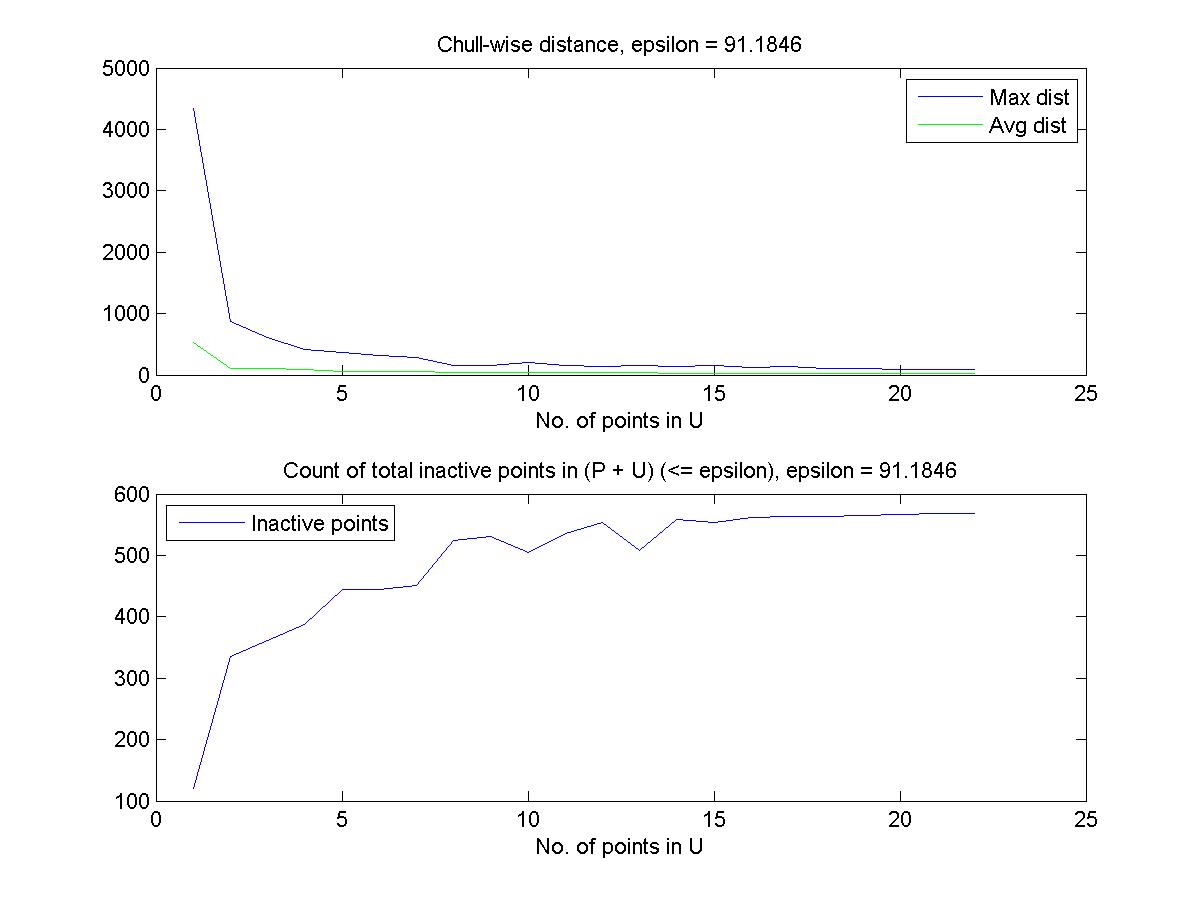 Chull-wise distance, epsilon = 91.1846
5000
4000
3000
2000
1000
0
Max dist
Avg dist
0 5 10 15 20 25
No. of points in U
Count of total inactive points in (P + U) (<= epsilon), epsilon = 91.1846
600
500
400
300
200
100
Inactive points
0 5 10 15 20 25
No. of points in U